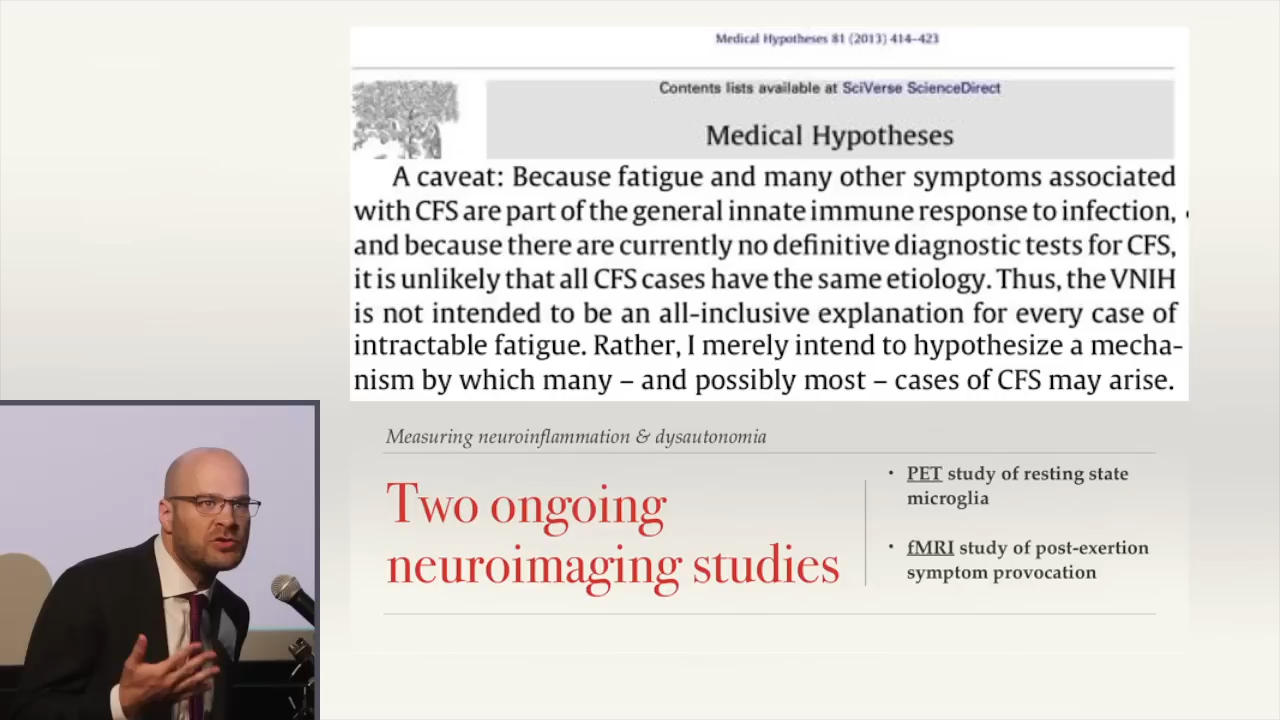 Medical Hypotheses 81 (2013) 414–423
Contents lists available at SciVerse ScienceDirect
Medical Hypotheses
A caveat: Because fatigue and many other symptoms associated
with CFS are part of the general innate immune response to infection,
and because there are currently no definitive diagnostic tests for CFS,
it is unlikely that all CFS cases have the same etiology. Thus, the VNIH
is not intended to be an all-inclusive explanation for every case of
intractable fatigue. Rather, I merely intend to hypothesize a mecha-
nism by which many – and possibly most – cases of CFS may arise.
Measuring neuroinflammation & dysautonomia
Two ongoing
neuroimaging studies
• PET study of resting state
microglia
• fMRI study of post-exertion
symptom provocation